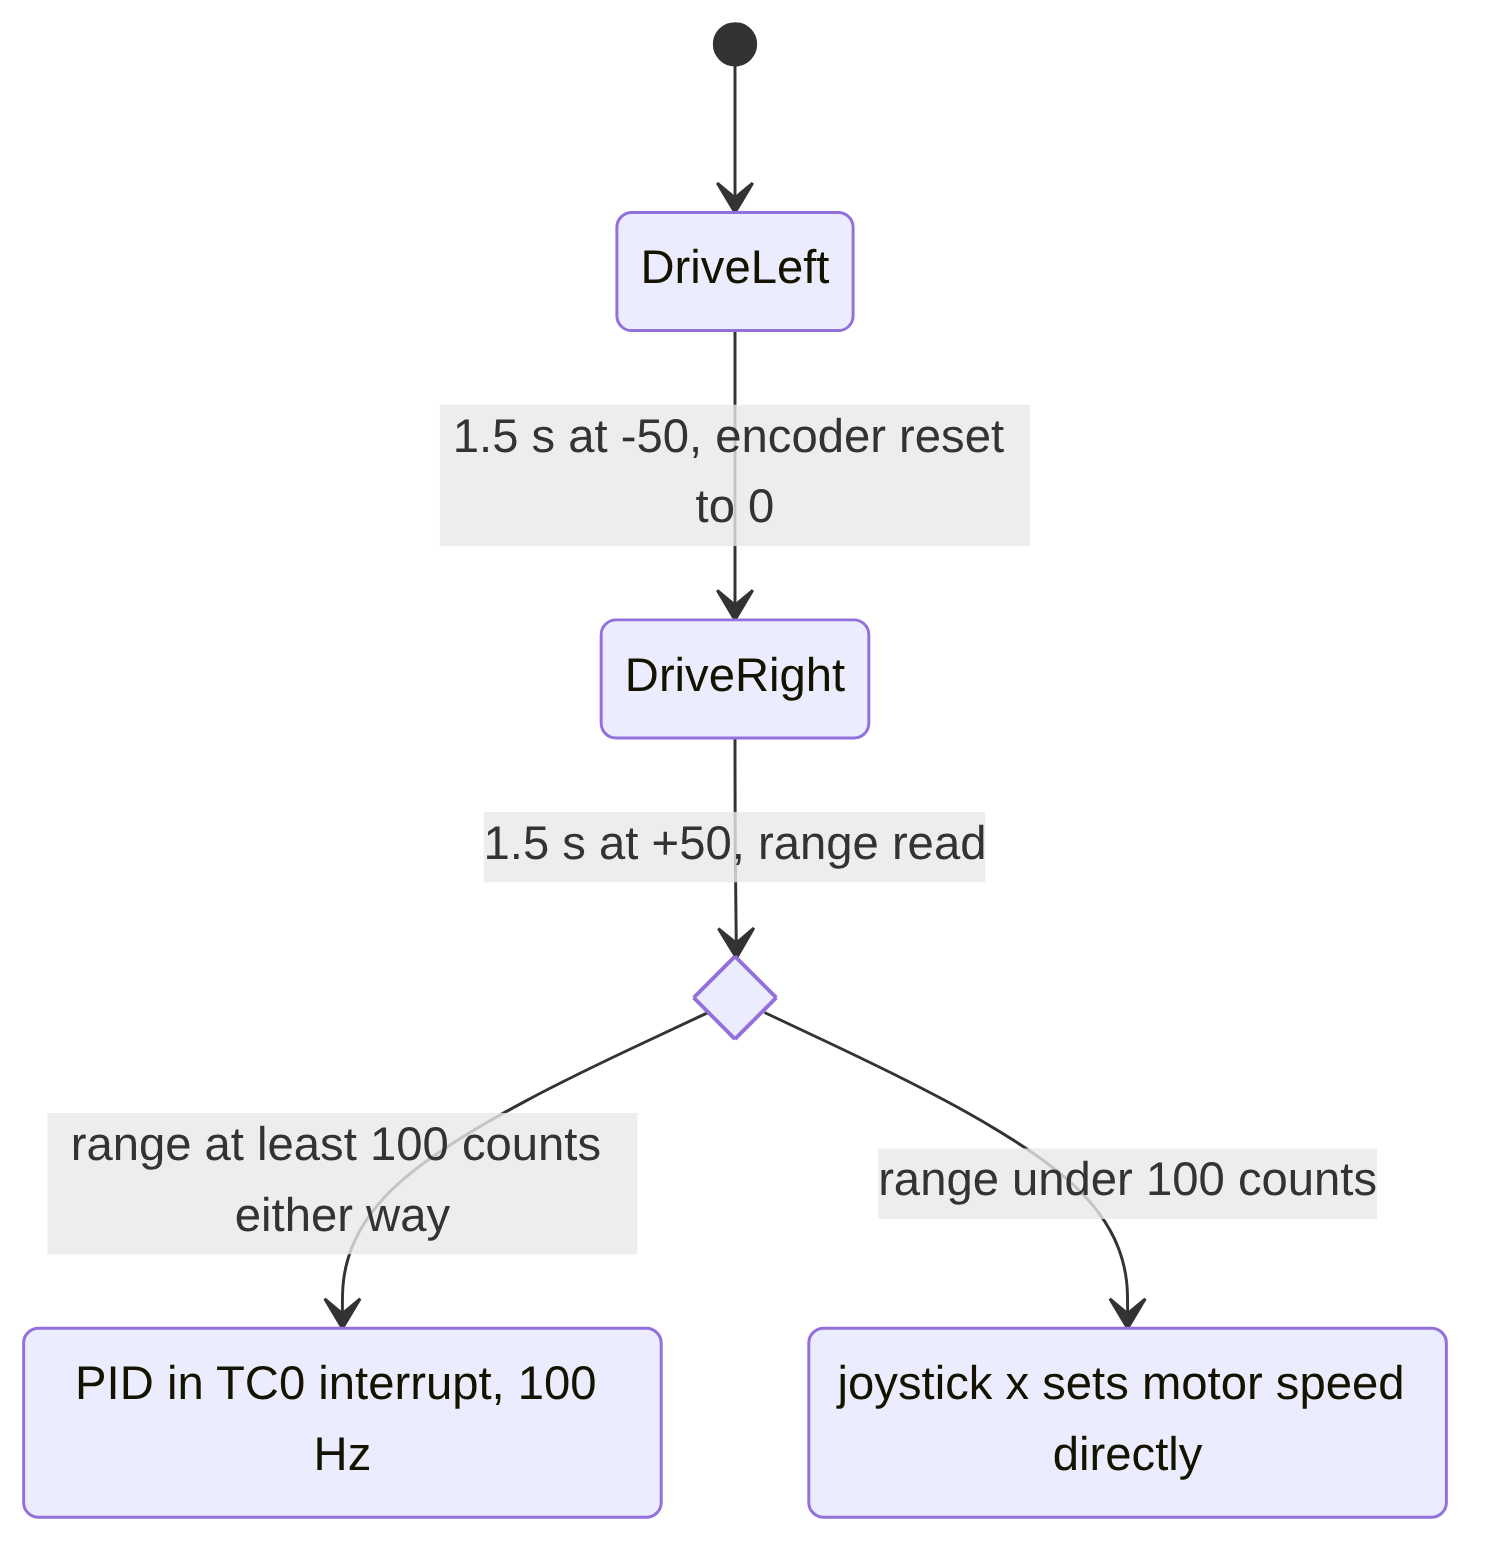 DriveLeft
1.5 s at -50, encoder reset
to 0
DriveRight
1.5 s at +50, range read
range at least 100 counts
either way
range under 100 counts
PID in TC0 interrupt, 100
Hz
joystick x sets motor speed
directly